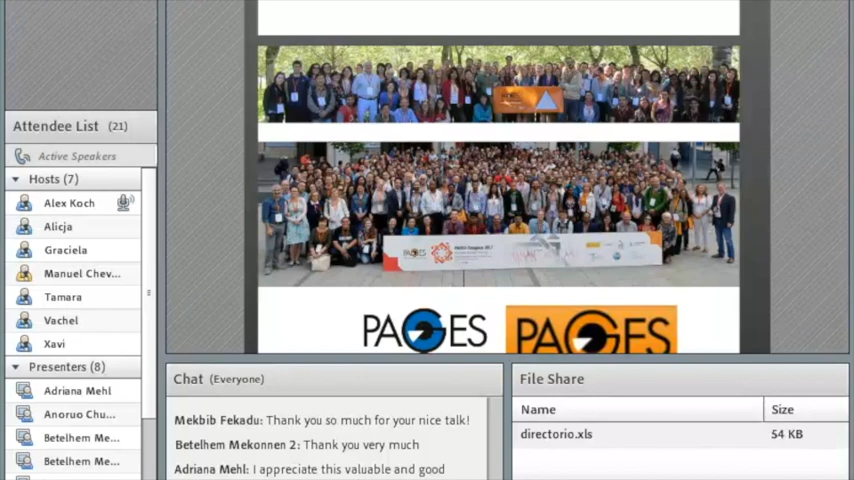 Attendee List (21)
Active Speakers
Hosts (7)
Alex Koch
Alicja
Graciela
Manuel Chev...
Tamara
Vachel
Xavi
Presenters (8)
Adriana Mehl
Anoruo Chu...
Betelhem Me...
Betelhem Me...
PAGES
PAGES
PAGES
Chat (Everyone)
Mekbib Fekadu: Thank you so much for your nice talk!
Betelhem Mekonnen 2: Thank you very much
Adriana Mehl: I appreciate this valuable and good
File Share
Name Size
directorio.xls 54 KB